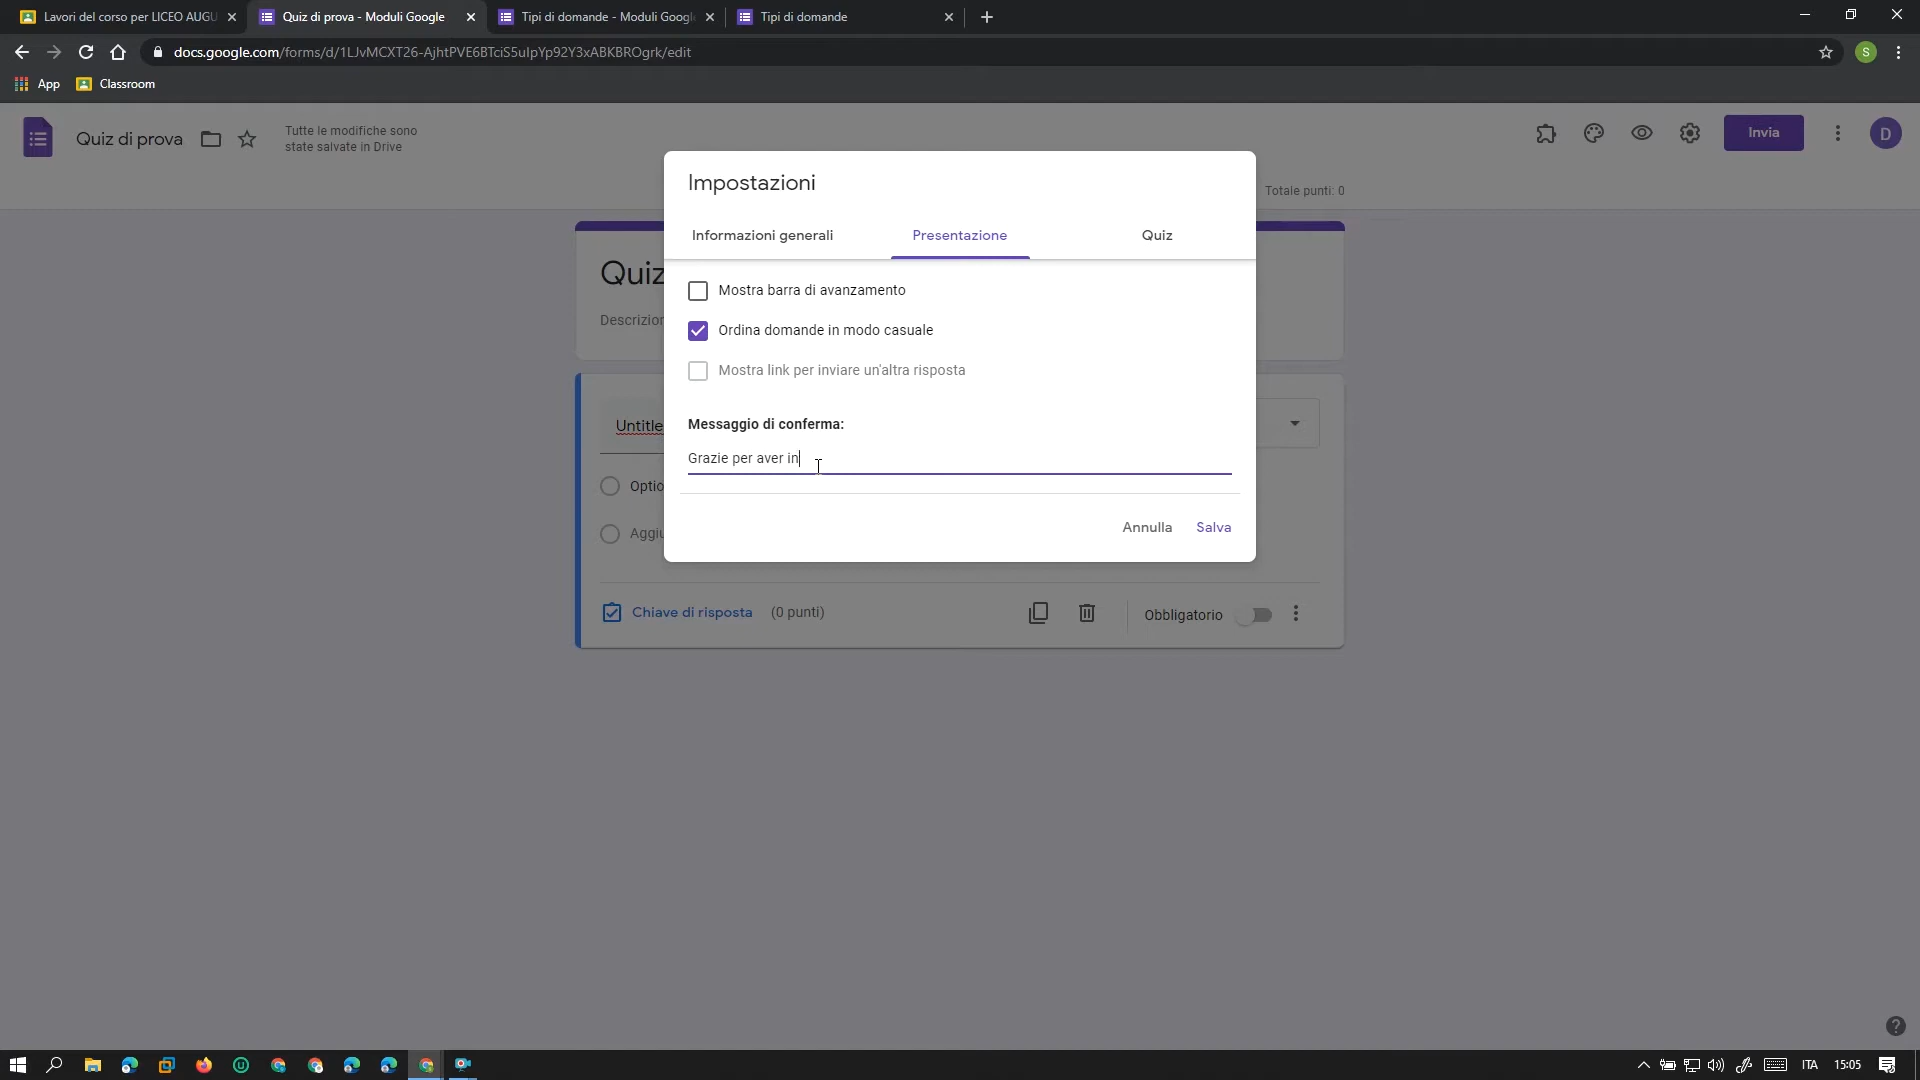 Lavori del corso per LICEO AUGU
Quiz di prova - Moduli Google
Tipi di domande - Moduli Googl
Tipi di domande
docs.google.com/forms/d/1LJvMCXT26-AjhtPVE6BTciS5uIpYp92Y3xABKBROgrk/edit
S
App
Classroom
Quiz di prova
Tutte le modifiche sono
state salvate in Drive
Invia
D
Totale punti: 0
Impostazioni
Informazioni generali
Presentazione
Quiz
Quiz
Descrizion
Mostra barra di avanzamento
Ordina domande in modo casuale
Mostra link per inviare un'altra risposta
Messaggio di conferma:
Untitle
Grazie per aver in
Optio
Annulla
Salva
Aggiu
Chiave di risposta
(0 punti)
Obbligatorio
ITA
15:05